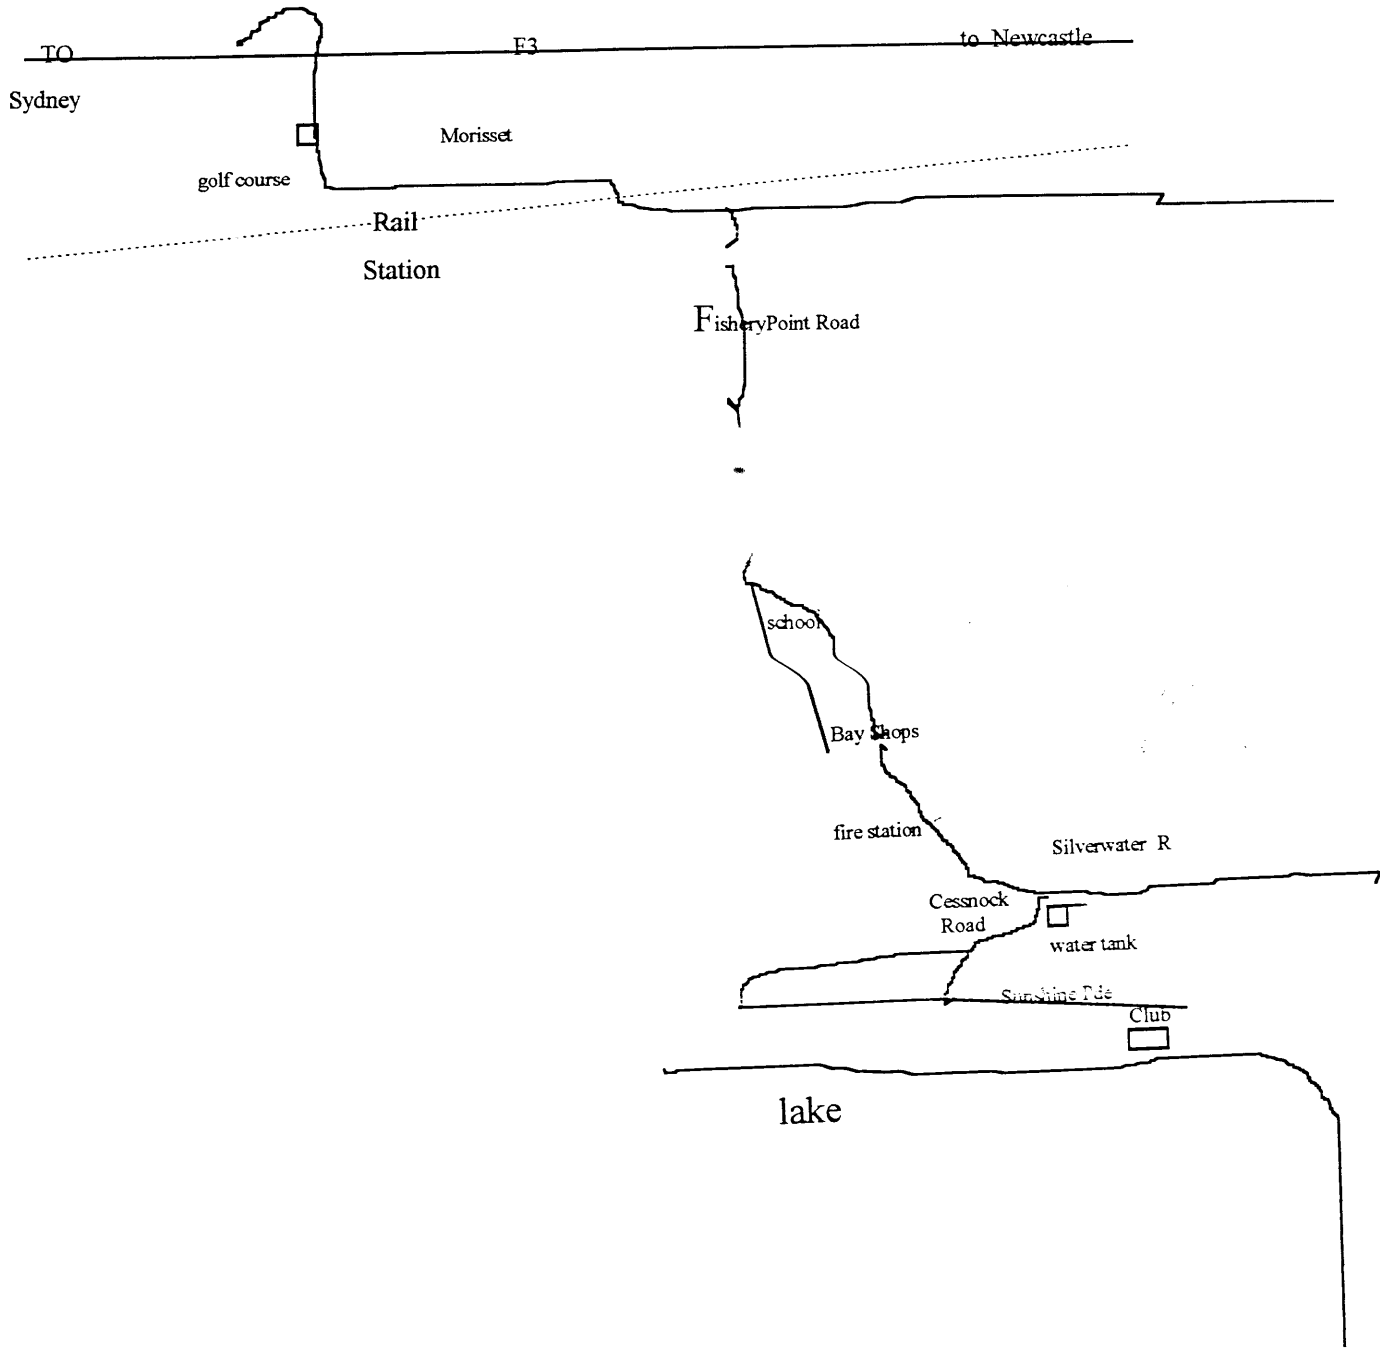 TO F3 to Newcastle
Sydney
Morisset
golf course
Rail
Station
FisheryPoint Road
school
Bay Shops
fire station
Silverwater R
Cessnock
Road
water tank
Sunshine Pde
Club
lake